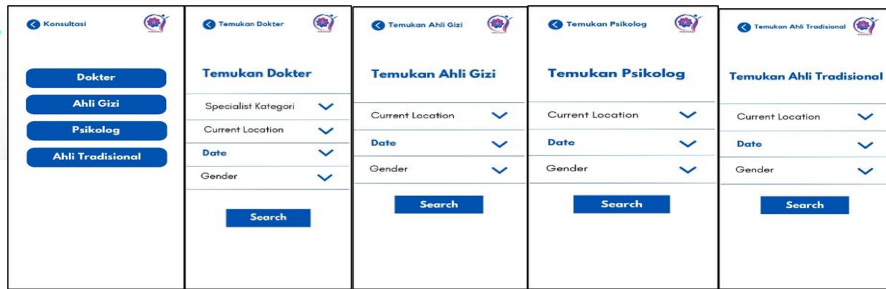 Konsultasi
Dokter
Ahli Gizi
Psikolog
Ahli Tradisional
Temukan Dokter
Temukan Dokter
Specialist Kategori
Current Location
Date
Gender
Search
Temukan Ahli Gizi
Temukan Ahli Gizi
Current Location
Date
Gender
Search
Temukan Psikolog
Temukan Psikolog
Current Location
Date
Gender
Search
Temukan Ahli Tradisional
Temukan Ahli Tradisional
Current Location
Date
Gender
Search